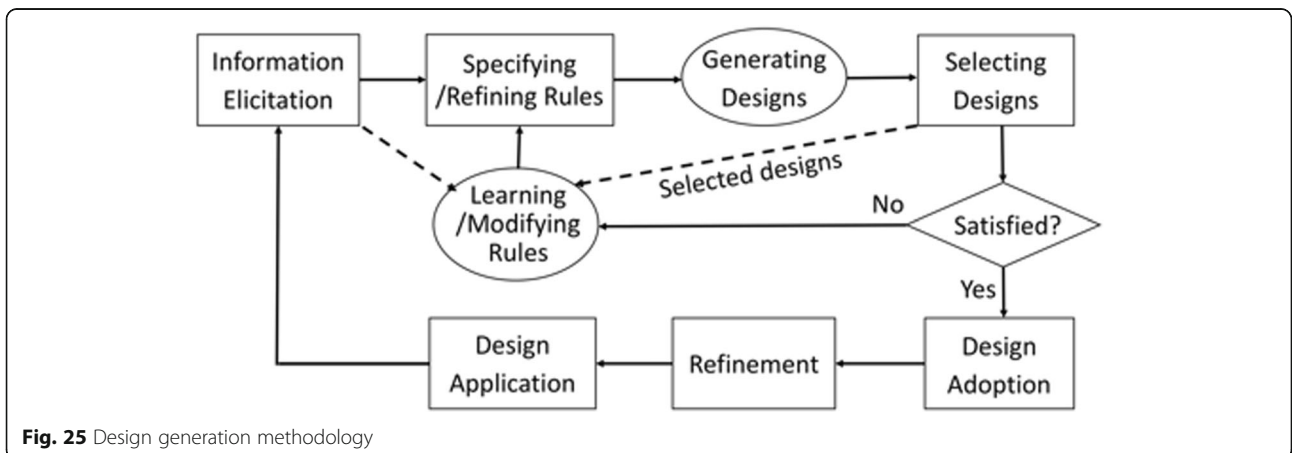 Information
Elicitation
Specifying
/Refining Rules
Generating
Designs
Selecting
Designs
Selected designs
Learning
/Modifying
Rules
No
Satisfied?
Yes
Design
Application
Refinement
Design
Adoption
Fig. 25 Design generation methodology